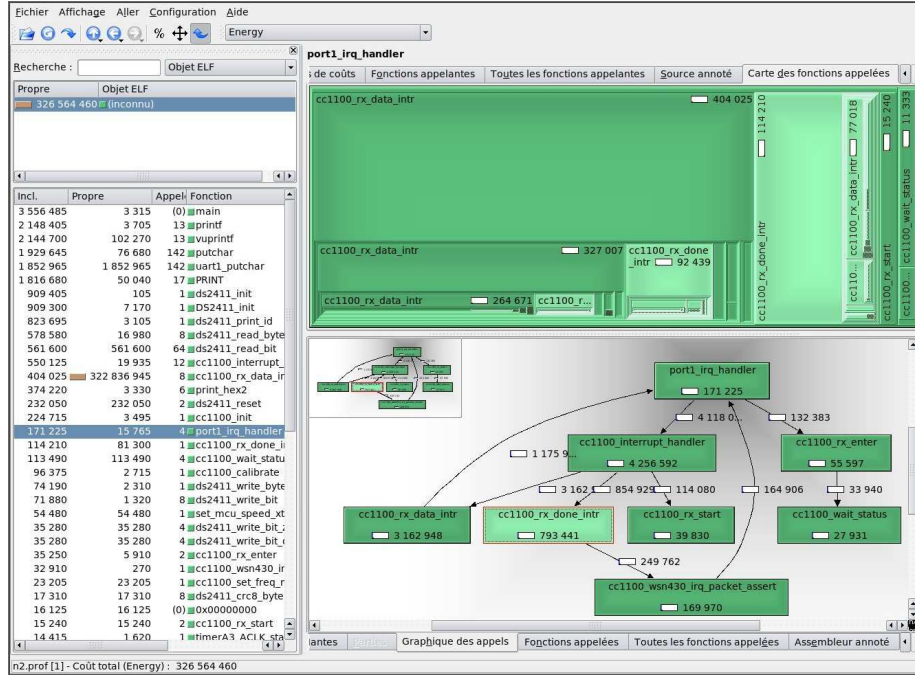 Fichier Affichage Aller Configuration Aide
% Energy
Recherche : Objet ELF
Propre Objet ELF
326 564 460 (inconnu)
Incl. Propre Appelé Fonction
3 556 485 3 315 (0) main
2 148 405 3 705 13 printf
2 144 700 102 270 13 vuprintf
1 929 645 76 680 142 putchar
1 852 965 1 852 965 142 uart1_putchar
1 816 680 50 040 17 PRINT
909 405 105 1 ds2411_init
909 300 7 170 1 DS2411_init
823 695 3 105 1 ds2411_print_id
578 580 16 980 8 ds2411_read_byte
561 600 561 600 64 ds2411_read_bit
550 125 19 935 12 cc1100_interrupt_
404 025 322 836 945 8 cc1100_rx_data_in
374 220 3 330 6 print_hex2
232 050 232 050 2 ds2411_reset
224 715 3 495 1 cc1100_init
171 225 15 765 4 port1_irq_handler
114 210 81 300 1 cc1100_rx_done_i
113 490 113 490 4 cc1100_wait_statu
96 375 2 715 1 cc1100_calibrate
74 190 2 310 1 ds2411_write_byte
71 880 1 320 8 ds2411_write_bit
54 480 54 480 1 set_mcu_speed_xt
35 280 35 280 4 ds2411_write_bit_z
35 280 35 280 4 ds2411_write_bit_o
35 250 5 910 2 cc1100_rx_enter
32 910 270 1 cc1100_wsn430_ir
23 205 23 205 1 cc1100_set_freq_r
17 310 17 310 8 ds2411_crc8_byte
16 125 16 125 (0) 0x00000000
15 240 15 240 2 cc1100_rx_start
14 415 1 620 1 timerA3_ACLK_sta
port1_irq_handler
s de coûts Fonctions appelantes Toutes les fonctions appelantes Source annoté Carte des fonctions appelées
cc1100_rx_data_intr 404 025
cc1100_rx_data_intr 327 007
cc1100_rx_done
_intr 92 439
cc1100_rx_data_intr 264 671
cc1100_r...
cc1100_rx_done_intr 114 210
cc1100_rx_data_intr 77 018
cc110...
cc1100_rx_start 15 240
cc1100_wait_status 11 333
cc1100...
port1_irq_handler
171 225
4 118 0...
132 383
cc1100_interrupt_handler
4 256 592
cc1100_rx_enter
55 597
1 175 9...
3 162
854 929
114 080
164 906
33 940
cc1100_rx_data_intr
3 162 948
cc1100_rx_done_intr
793 441
cc1100_rx_start
39 830
cc1100_wait_status
27 931
249 762
cc1100_wsn430_irq_packet_assert
169 970
lantes Parties Graphique des appels Fonctions appelées Toutes les fonctions appelées Assembleur annoté
n2.prof [1] - Coût total (Energy) : 326 564 460